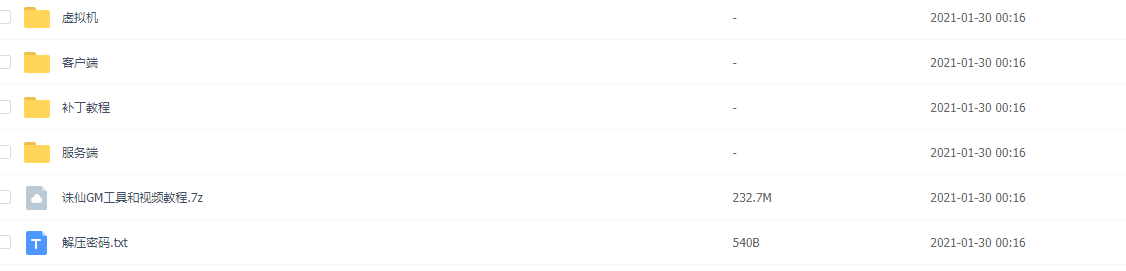 虚拟机 - 2021-01-30 00:16
客户端 - 2021-01-30 00:16
补丁教程 - 2021-01-30 00:16
服务端 - 2021-01-30 00:16
诛仙GM工具和视频教程.7z 232.7M 2021-01-30 00:16
T 解压密码.txt 540B 2021-01-30 00:16